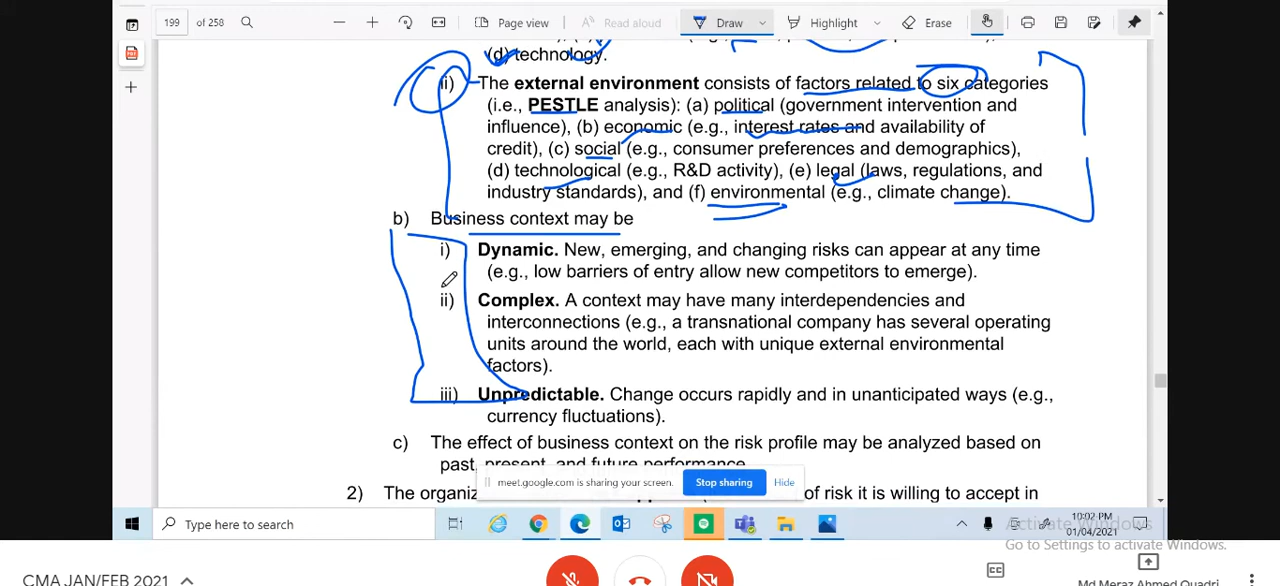 199 of 258 Page view Read aloud Draw Highlight Erase
(d) technology.
ii) The external environment consists of factors related to six categories
(i.e., PESTLE analysis): (a) political (government intervention and
influence), (b) economic (e.g., interest rates and availability of
credit), (c) social (e.g., consumer preferences and demographics),
(d) technological (e.g., R&D activity), (e) legal (laws, regulations, and
industry standards), and (f) environmental (e.g., climate change).
b) Business context may be
i) Dynamic. New, emerging, and changing risks can appear at any time
(e.g., low barriers of entry allow new competitors to emerge).
ii) Complex. A context may have many interdependencies and
interconnections (e.g., a transnational company has several operating
units around the world, each with unique external environmental
factors).
iii) Unpredictable. Change occurs rapidly and in unanticipated ways (e.g.,
currency fluctuations).
c) The effect of business context on the risk profile may be analyzed based on
past, present, and future performance
meet.google.com is sharing your screen. Stop sharing Hide
2) The organiz of risk it is willing to accept in
Type here to search
10:02 PM
01/04/2021
Activate Windows
Go to Settings to activate Windows.
CMA JAN/FEB 2021
Md Meraz Ahmed Quadri